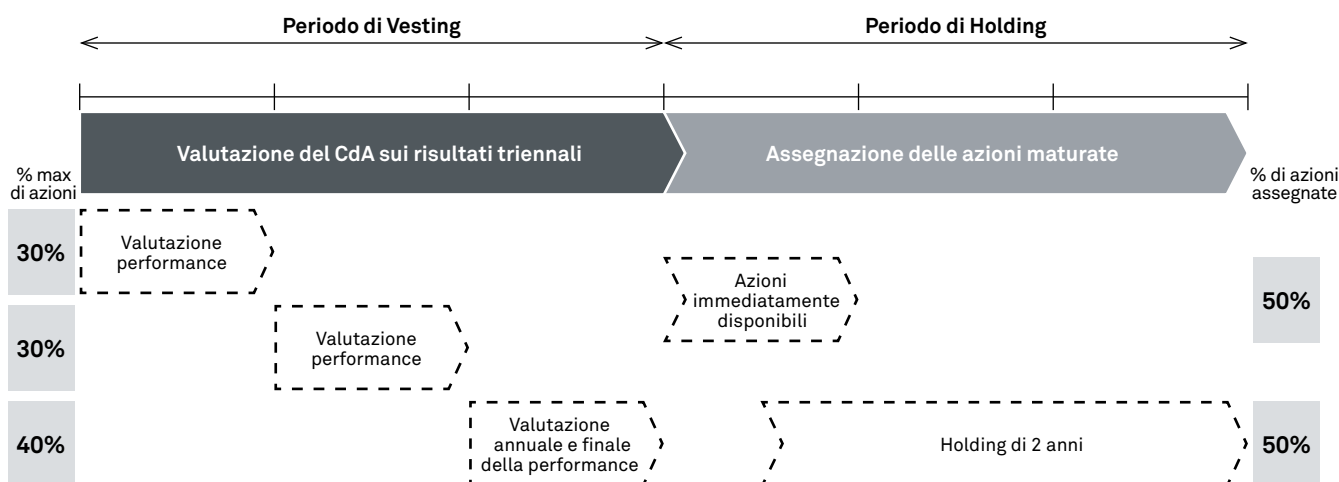 Periodo di Vesting
Periodo di Holding
Valutazione del CdA sui risultati triennali
Assegnazione delle azioni maturate
% max
di azioni
% di azioni
assegnate
30%
Valutazione
performance
30%
Valutazione
performance
Azioni
immediatamente
disponibili
50%
40%
Valutazione
annuale e finale
della performance
Holding di 2 anni
50%